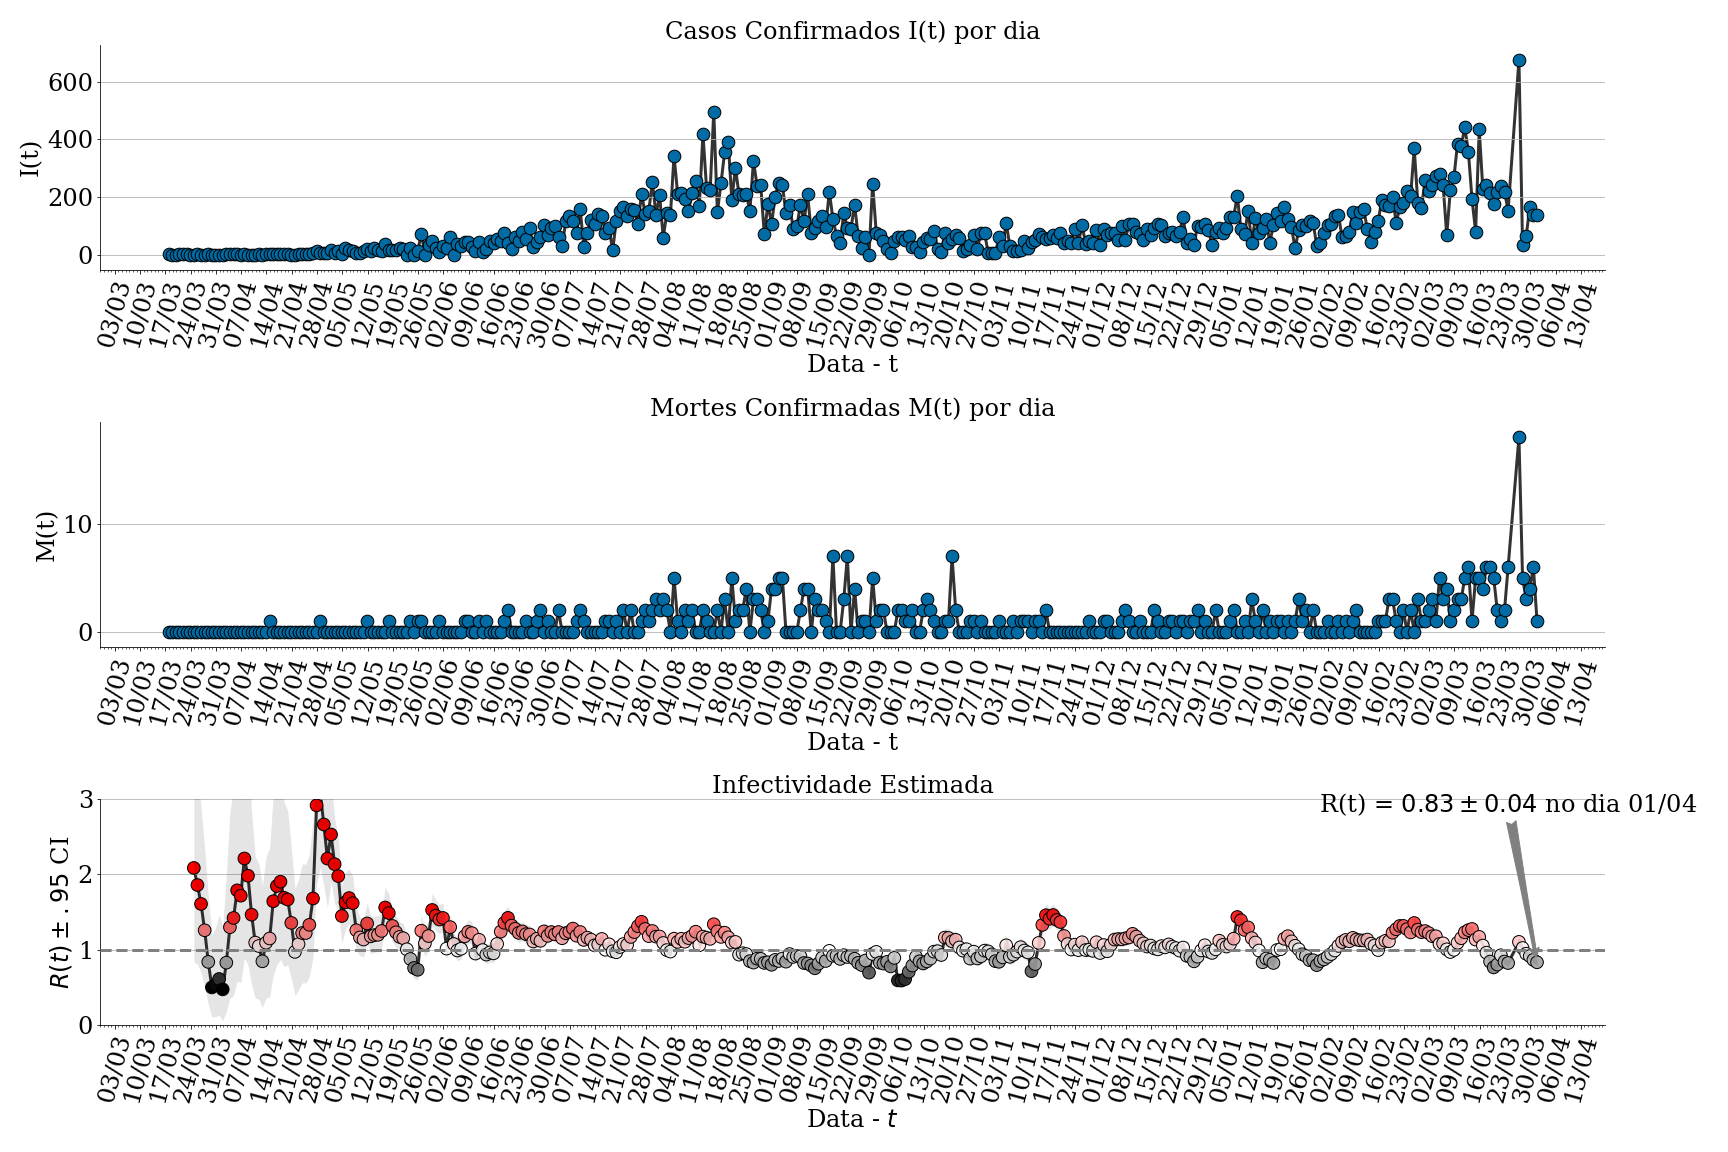 Casos Confirmados I(t) por dia
I(t)
600
400
200
0
03/03 10/03 17/03 24/03 31/03 07/04 14/04 21/04 28/04 05/05 12/05 19/05 26/05 02/06 09/06 16/06 23/06 30/06 07/07 14/07 21/07 28/07 04/08 11/08 18/08 25/08 01/09 08/09 15/09 22/09 29/09 06/10 13/10 20/10 27/10 03/11 10/11 17/11 24/11 01/12 08/12 15/12 22/12 29/12 05/01 12/01 19/01 26/01 02/02 09/02 16/02 23/02 02/03 09/03 16/03 23/03 30/03 06/04 13/04
Data - t
Mortes Confirmadas M(t) por dia
M(t)
10
0
03/03 10/03 17/03 24/03 31/03 07/04 14/04 21/04 28/04 05/05 12/05 19/05 26/05 02/06 09/06 16/06 23/06 30/06 07/07 14/07 21/07 28/07 04/08 11/08 18/08 25/08 01/09 08/09 15/09 22/09 29/09 06/10 13/10 20/10 27/10 03/11 10/11 17/11 24/11 01/12 08/12 15/12 22/12 29/12 05/01 12/01 19/01 26/01 02/02 09/02 16/02 23/02 02/03 09/03 16/03 23/03 30/03 06/04 13/04
Data - t
Infectividade Estimada
R(t) = 0.83 ± 0.04 no dia 01/04
R(t) ± .95 CI
3
2
1
0
03/03 10/03 17/03 24/03 31/03 07/04 14/04 21/04 28/04 05/05 12/05 19/05 26/05 02/06 09/06 16/06 23/06 30/06 07/07 14/07 21/07 28/07 04/08 11/08 18/08 25/08 01/09 08/09 15/09 22/09 29/09 06/10 13/10 20/10 27/10 03/11 10/11 17/11 24/11 01/12 08/12 15/12 22/12 29/12 05/01 12/01 19/01 26/01 02/02 09/02 16/02 23/02 02/03 09/03 16/03 23/03 30/03 06/04 13/04
Data - t